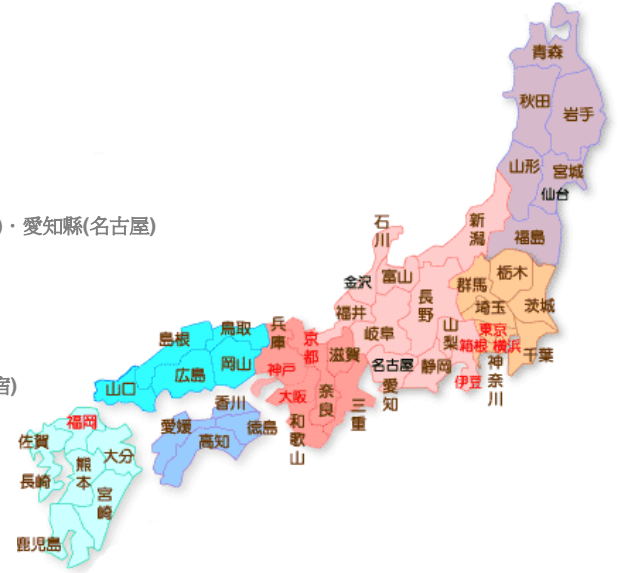 青森
秋田
岩手
山形
宮城
仙台
)・愛知縣(名古屋)
石川
新潟
福島
栃木
金沢
富山
群馬
長野
埼玉
茨城
福井
兵庫
鳥取
島根
京都
岐阜
山梨
東京
箱根
横浜
千葉
滋賀
岡山
神戸
名古屋
静岡
神奈川
広島
伊豆
宿)
山口
大阪
奈良
愛知
香川
三重
福岡
愛媛
徳島
和歌山
高知
佐賀
大分
熊本
長崎
宮崎
鹿児島